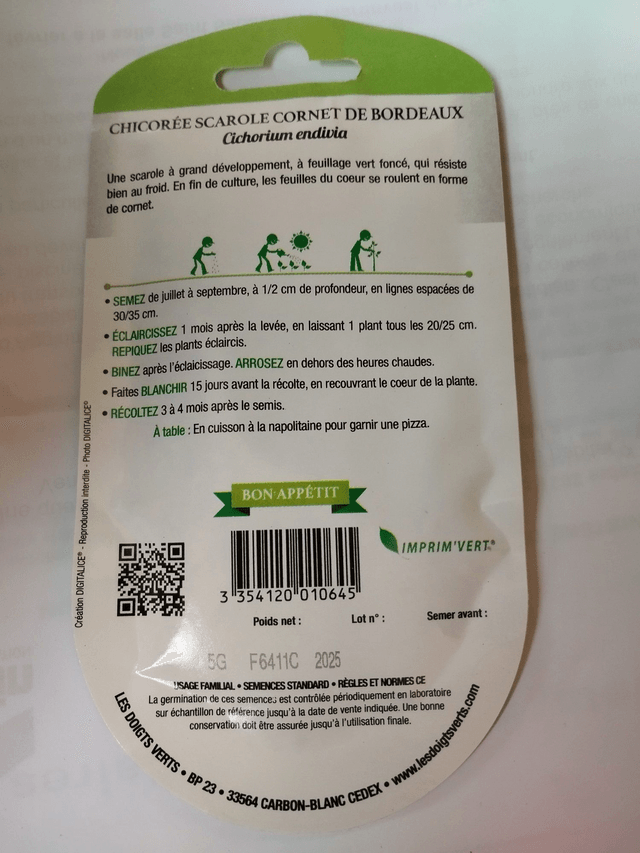 CHICORÉE SCAROLE CORNET DE BORDEAUX
Cichorium endivia
Une scarole à grand développement, à feuillage vert foncé, qui résiste
bien au froid. En fin de culture, les feuilles du coeur se roulent en forme
de cornet.
• SEMEZ de juillet à septembre, à 1/2 cm de profondeur, en lignes espacées de
30/35 cm.
• ÉCLAIRCISSEZ 1 mois après la levée, en laissant 1 plant tous les 20/25 cm.
REPIQUEZ les plants éclaircis.
• BINEZ après l'éclaicissage. ARROSEZ en dehors des heures chaudes.
• Faites BLANCHIR 15 jours avant la récolte, en recouvrant le coeur de la plante.
• RÉCOLTEZ 3 à 4 mois après le semis.
À table : En cuisson à la napolitaine pour garnir une pizza.
Création DIGITALICE® - Reproduction interdite - Photo DIGITALICE®
BON APPÉTIT
IMPRIM'VERT®
3 354120 010645
Poids net : Lot n° : Semer avant :
5G F6411C 2025
USAGE FAMILIAL • SEMENCES STANDARD • RÈGLES ET NORMES CE
La germination de ces semences est contrôlée périodiquement en laboratoire
sur échantillon de référence jusqu'à la date de vente indiquée. Une bonne
conservation doit être assurée jusqu'à l'utilisation finale.
LES DOIGTS VERTS • BP 23 • 33564 CARBON-BLANC CEDEX • www.lesdoigtsverts.com